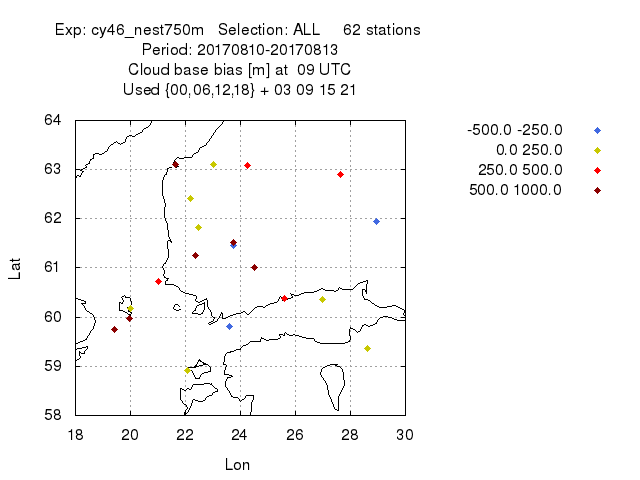 Exp: cy46_nest750m   Selection: ALL     62 stations
Period: 20170810-20170813
Cloud base bias [m] at  09 UTC
Used {00,06,12,18} + 03 09 15 21
-500.0 -250.0
0.0 250.0
250.0 500.0
500.0 1000.0
64
63
62
61
60
59
58
Lat
18 20 22 24 26 28 30
Lon